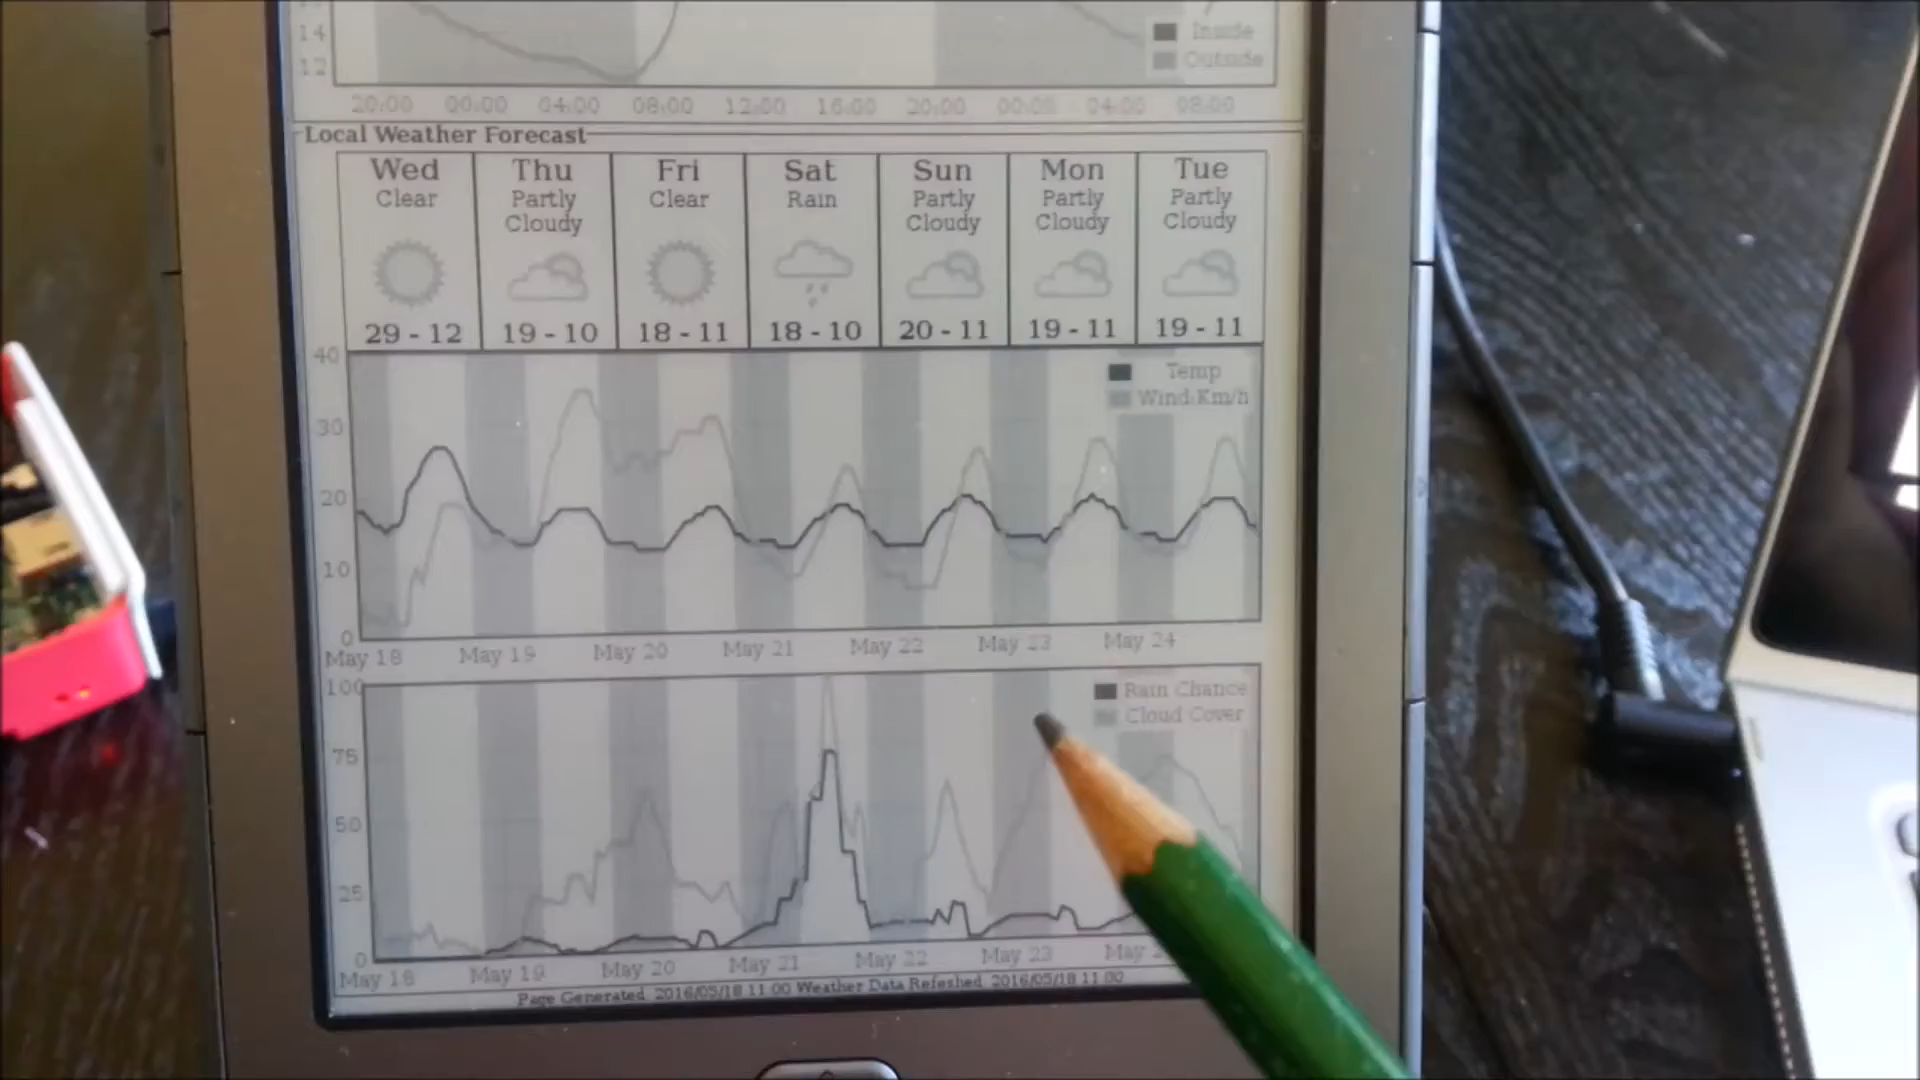 14
Inside
12
Outside
20:00 00:00 04:00 08:00 12:00 16:00 20:00 00:00 04:00 08:00
Local Weather Forecast
Wed Thu Fri Sat Sun Mon Tue
Clear Partly Cloudy Clear Rain Partly Cloudy Partly Cloudy Partly Cloudy
29 - 12 19 - 10 18 - 11 18 - 10 20 - 11 19 - 11 19 - 11
40
Temp
Wind Km/h
30
20
10
0
May 18 May 19 May 20 May 21 May 22 May 23 May 24
100
Rain Chance
Cloud Cover
75
50
25
0
May 18 May 19 May 20 May 21 May 22 May 23 May
Page Generated 2016/05/18 11:00 Weather Data Refeshed 2016/05/18 11:00